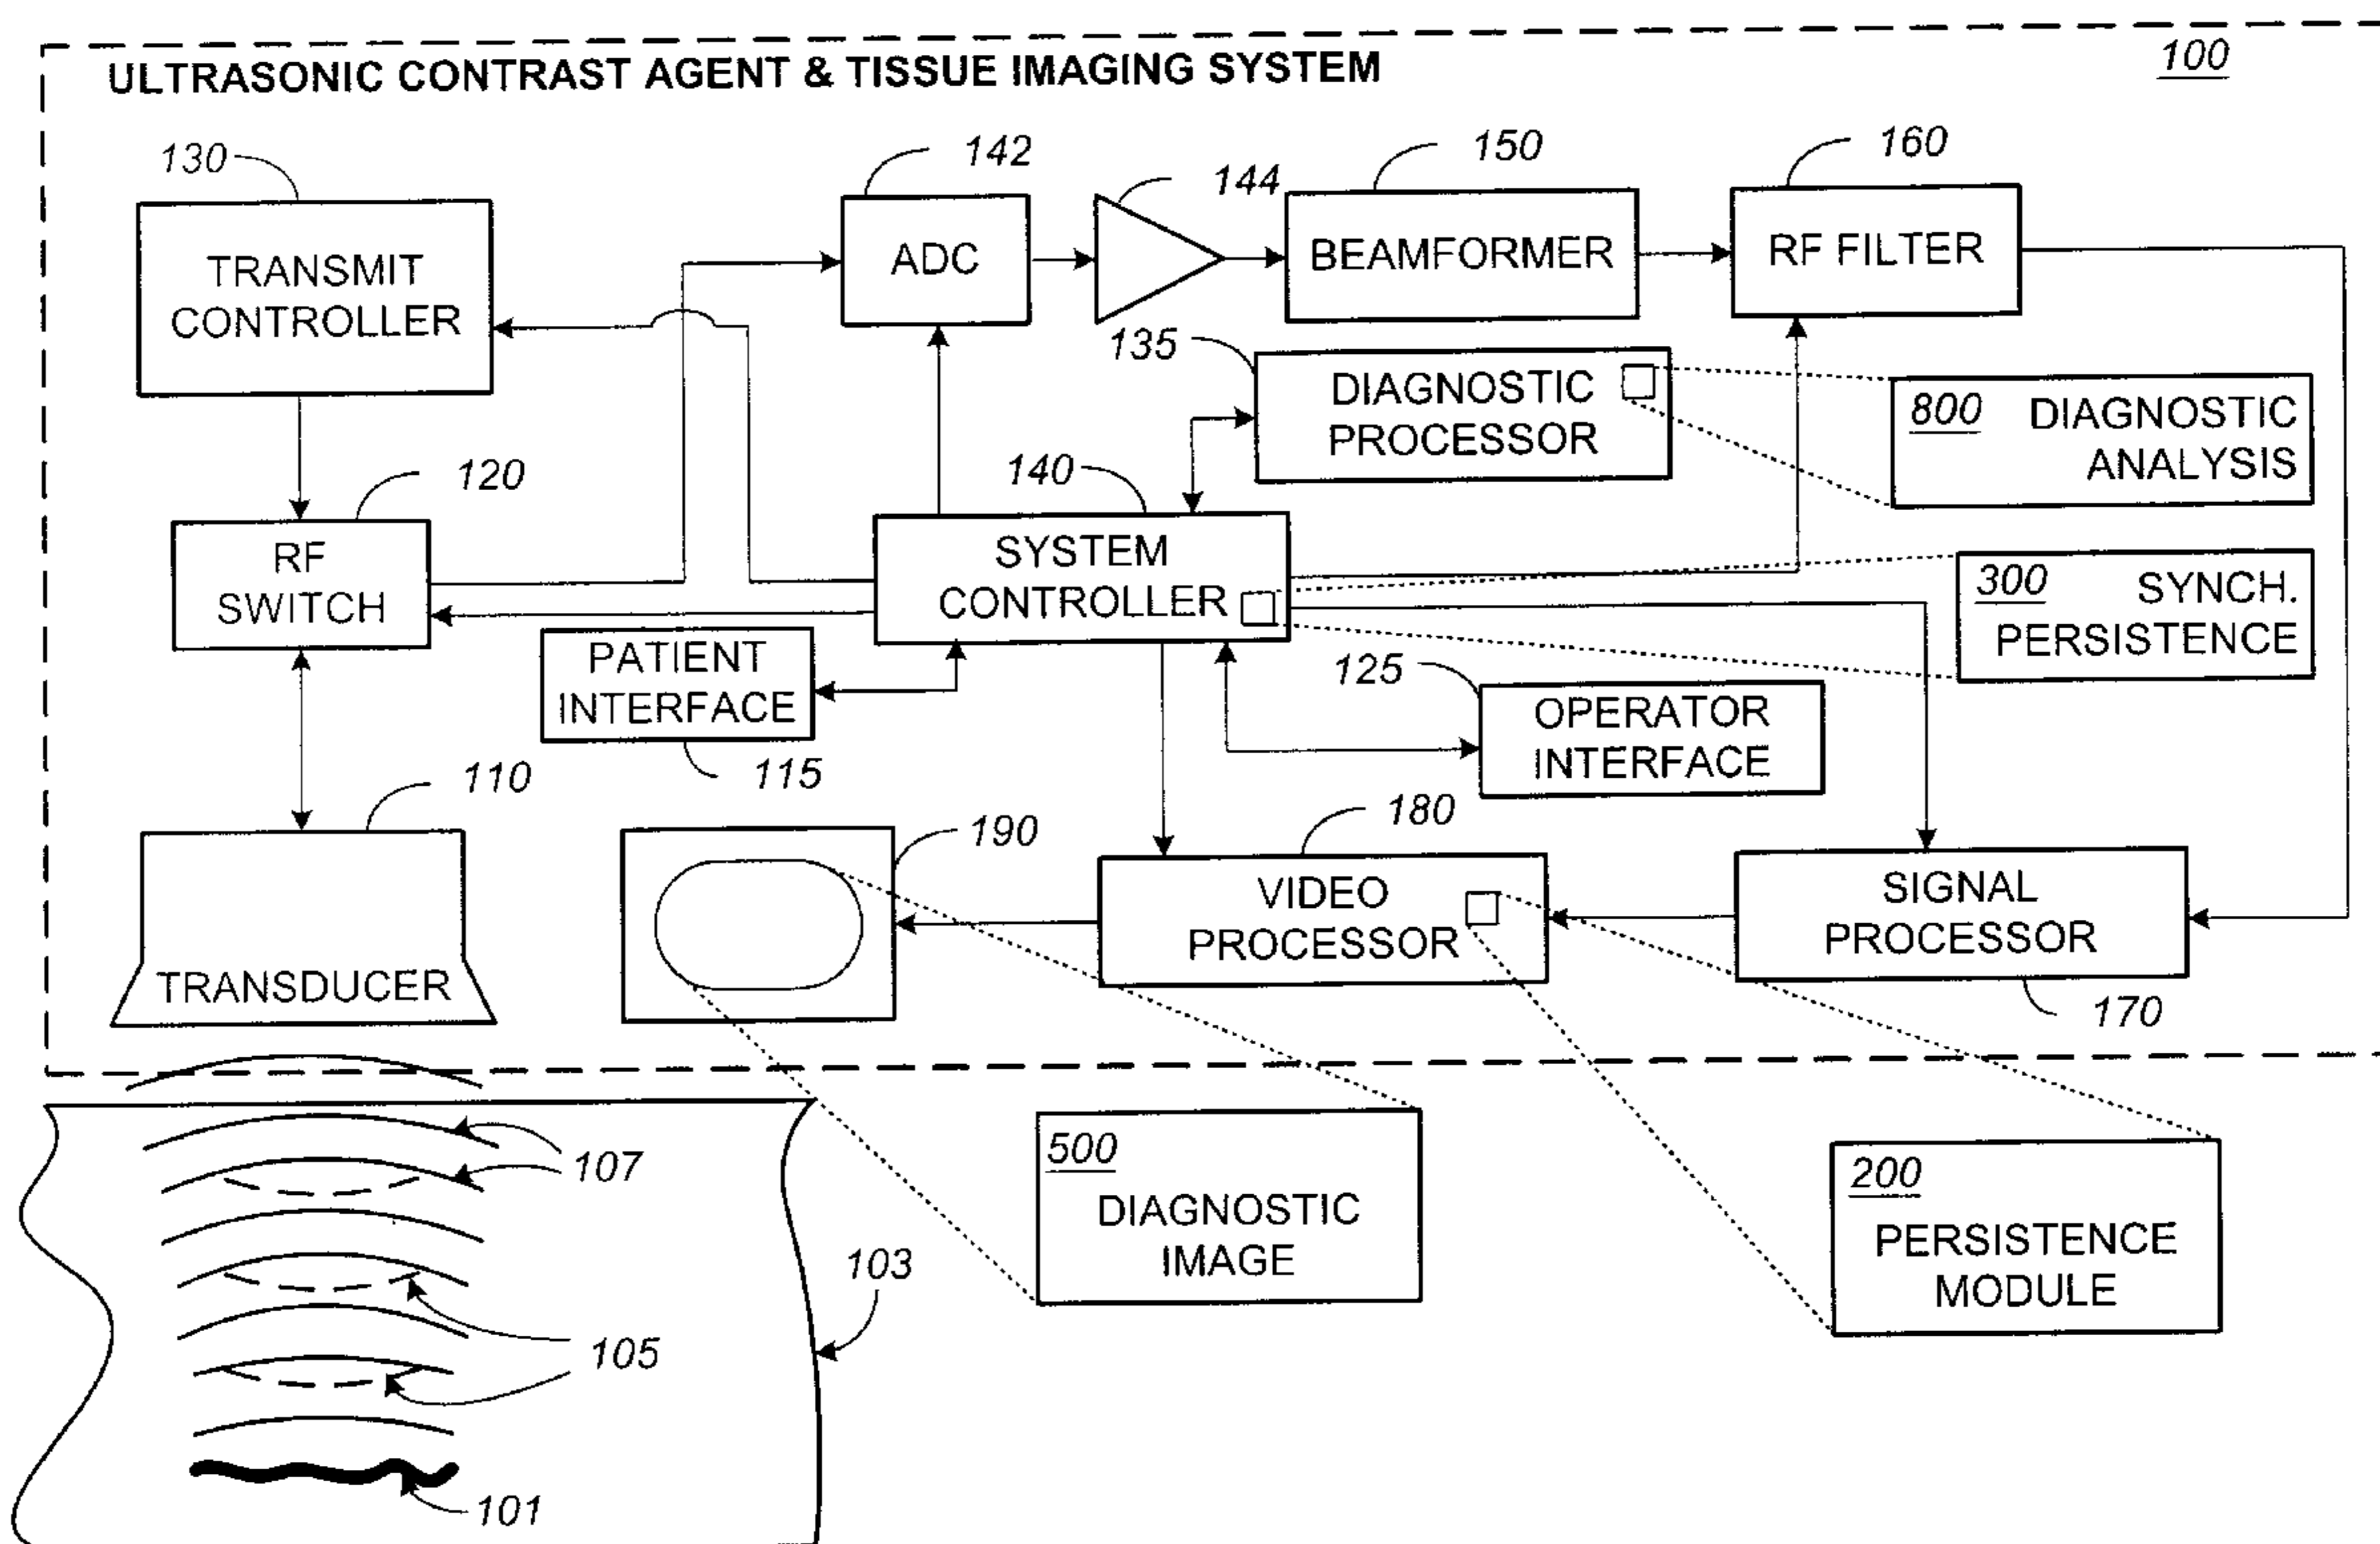 ULTRASONIC CONTRAST AGENT & TISSUE IMAGING SYSTEM
100
130
142
144
150
160
TRANSMIT
CONTROLLER
ADC
BEAMFORMER
RF FILTER
135
DIAGNOSTIC
PROCESSOR
800 DIAGNOSTIC
ANALYSIS
120
140
RF
SWITCH
SYSTEM
CONTROLLER
300 SYNCH.
PERSISTENCE
PATIENT
INTERFACE
115
125
OPERATOR
INTERFACE
110
190
180
TRANSDUCER
VIDEO
PROCESSOR
SIGNAL
PROCESSOR
170
107
500
DIAGNOSTIC
IMAGE
200
PERSISTENCE
MODULE
103
105
101